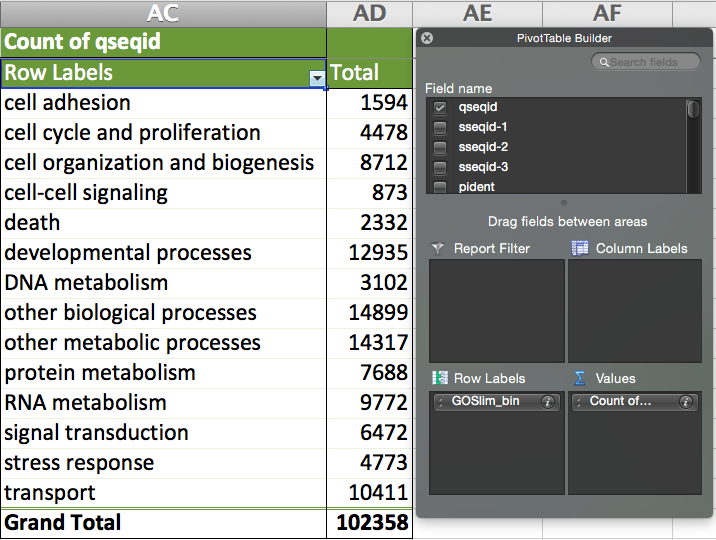 AC AD AE AF
Count of qseqid
Row Labels Total
cell adhesion 1594
cell cycle and proliferation 4478
cell organization and biogenesis 8712
cell-cell signaling 873
death 2332
developmental processes 12935
DNA metabolism 3102
other biological processes 14899
other metabolic processes 14317
protein metabolism 7688
RNA metabolism 9772
signal transduction 6472
stress response 4773
transport 10411
Grand Total 102358
PivotTable Builder
Search fields
Field name
qseqid
sseqid-1
sseqid-2
sseqid-3
pident
Drag fields between areas
Report Filter Column Labels
Row Labels Values
GOSlim_bin Count of...